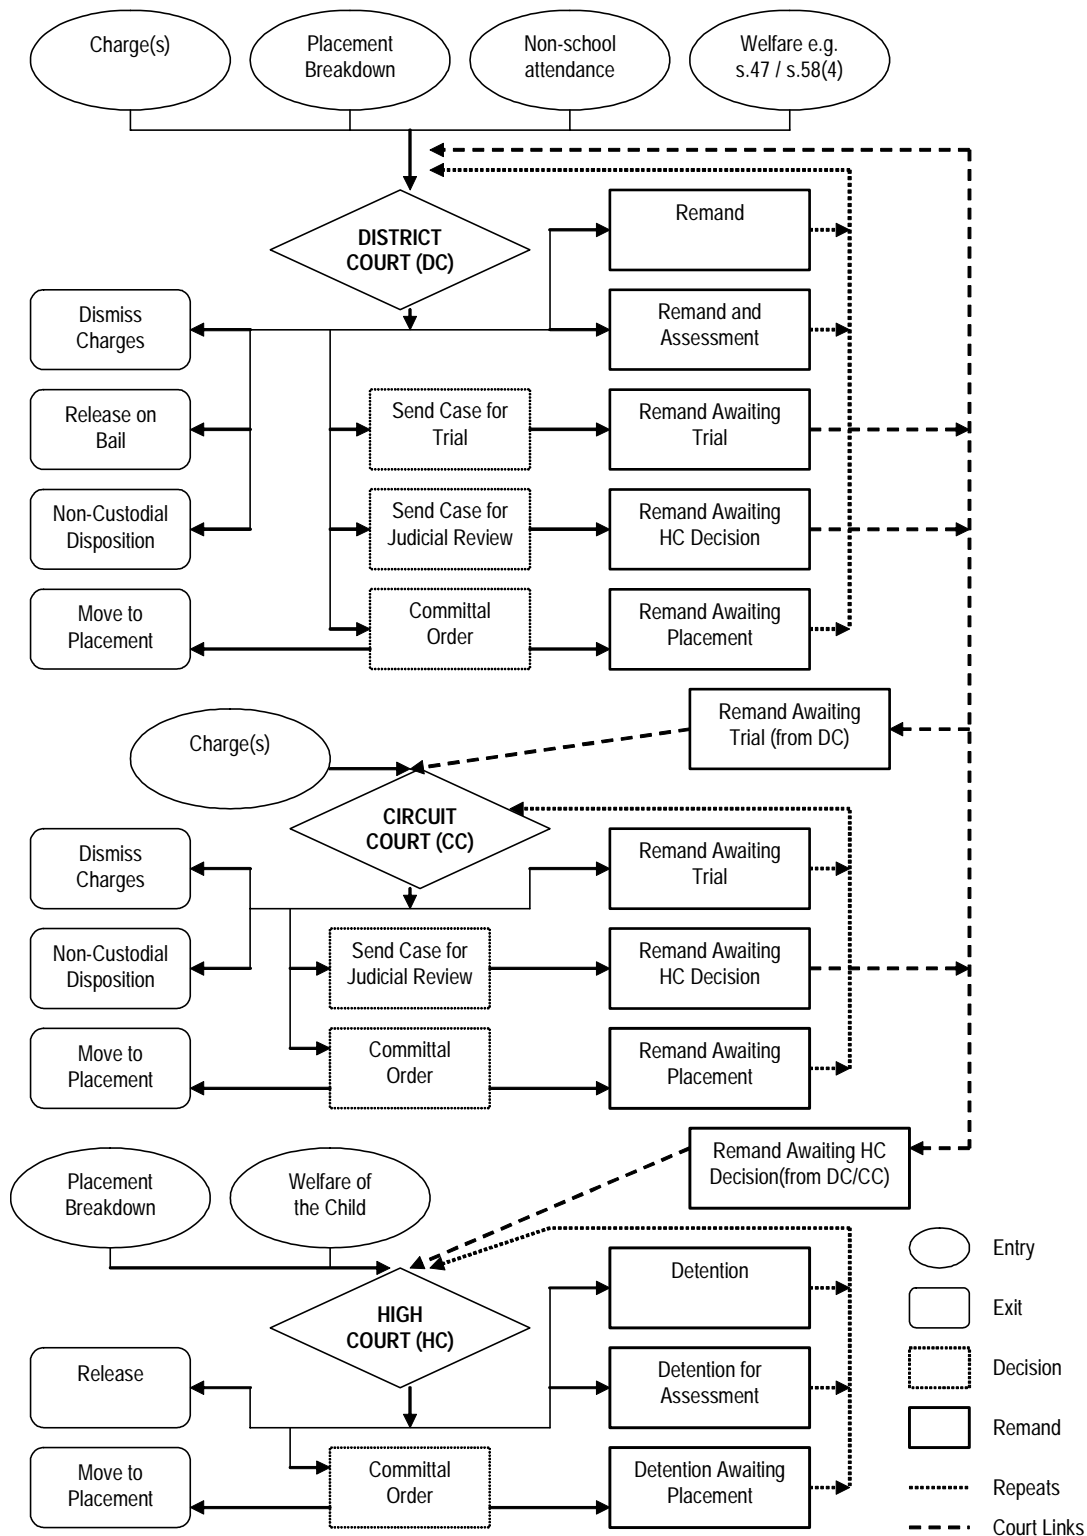 Charge(s)
Placement
Breakdown
Non-school
attendance
Welfare e.g.
s.47 / s.58(4)
DISTRICT
COURT (DC)
Remand
Dismiss
Charges
Remand and
Assessment
Release on
Bail
Send Case for
Trial
Remand Awaiting
Trial
Non-Custodial
Disposition
Send Case for
Judicial Review
Remand Awaiting
HC Decision
Move to
Placement
Committal
Order
Remand Awaiting
Placement
Remand Awaiting
Trial (from DC)
Charge(s)
CIRCUIT
COURT (CC)
Dismiss
Charges
Remand Awaiting
Trial
Non-Custodial
Disposition
Send Case for
Judicial Review
Remand Awaiting
HC Decision
Move to
Placement
Committal
Order
Remand Awaiting
Placement
Remand Awaiting HC
Decision(from DC/CC)
Placement
Breakdown
Welfare of
the Child
HIGH
COURT (HC)
Detention
Release
Detention for
Assessment
Move to
Placement
Committal
Order
Detention Awaiting
Placement
Entry
Exit
Decision
Remand
Repeats
Court Links